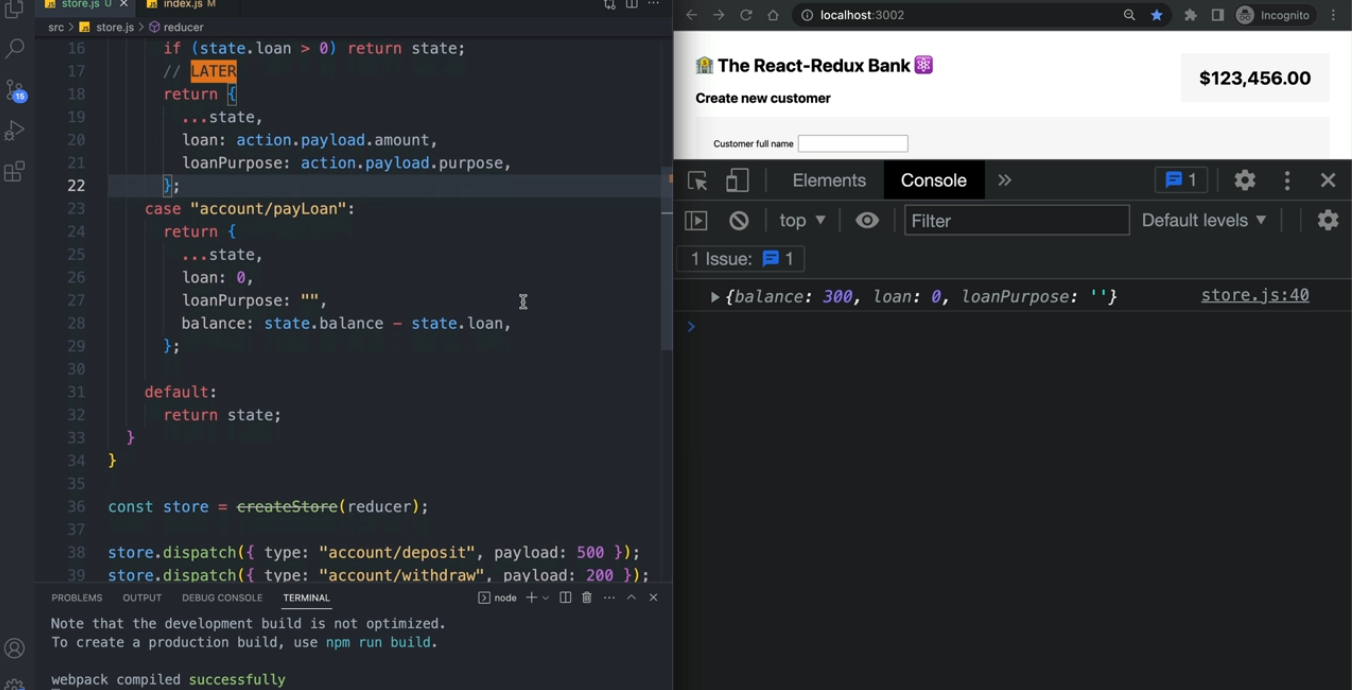 store.js U
index.js M
src > store.js > reducer
16 if (state.loan > 0) return state;
17 // LATER
18 return {
19 ...state,
20 loan: action.payload.amount,
21 loanPurpose: action.payload.purpose,
22 };
23 case "account/payLoan":
24 return {
25 ...state,
26 loan: 0,
27 loanPurpose: "",
28 balance: state.balance - state.loan,
29 };
30
31 default:
32 return state;
33 }
34 }
35
36 const store = createStore(reducer);
37
38 store.dispatch({ type: "account/deposit", payload: 500 });
39 store.dispatch({ type: "account/withdraw", payload: 200 });
15
PROBLEMS OUTPUT DEBUG CONSOLE TERMINAL node
Note that the development build is not optimized.
To create a production build, use npm run build.
webpack compiled successfully
localhost:3002 Incognito
🏦 The React-Redux Bank ⚛️
$123,456.00
Create new customer
Customer full name
Elements Console 1
top Filter Default levels
1 Issue: 1
{balance: 300, loan: 0, loanPurpose: ''} store.js:40